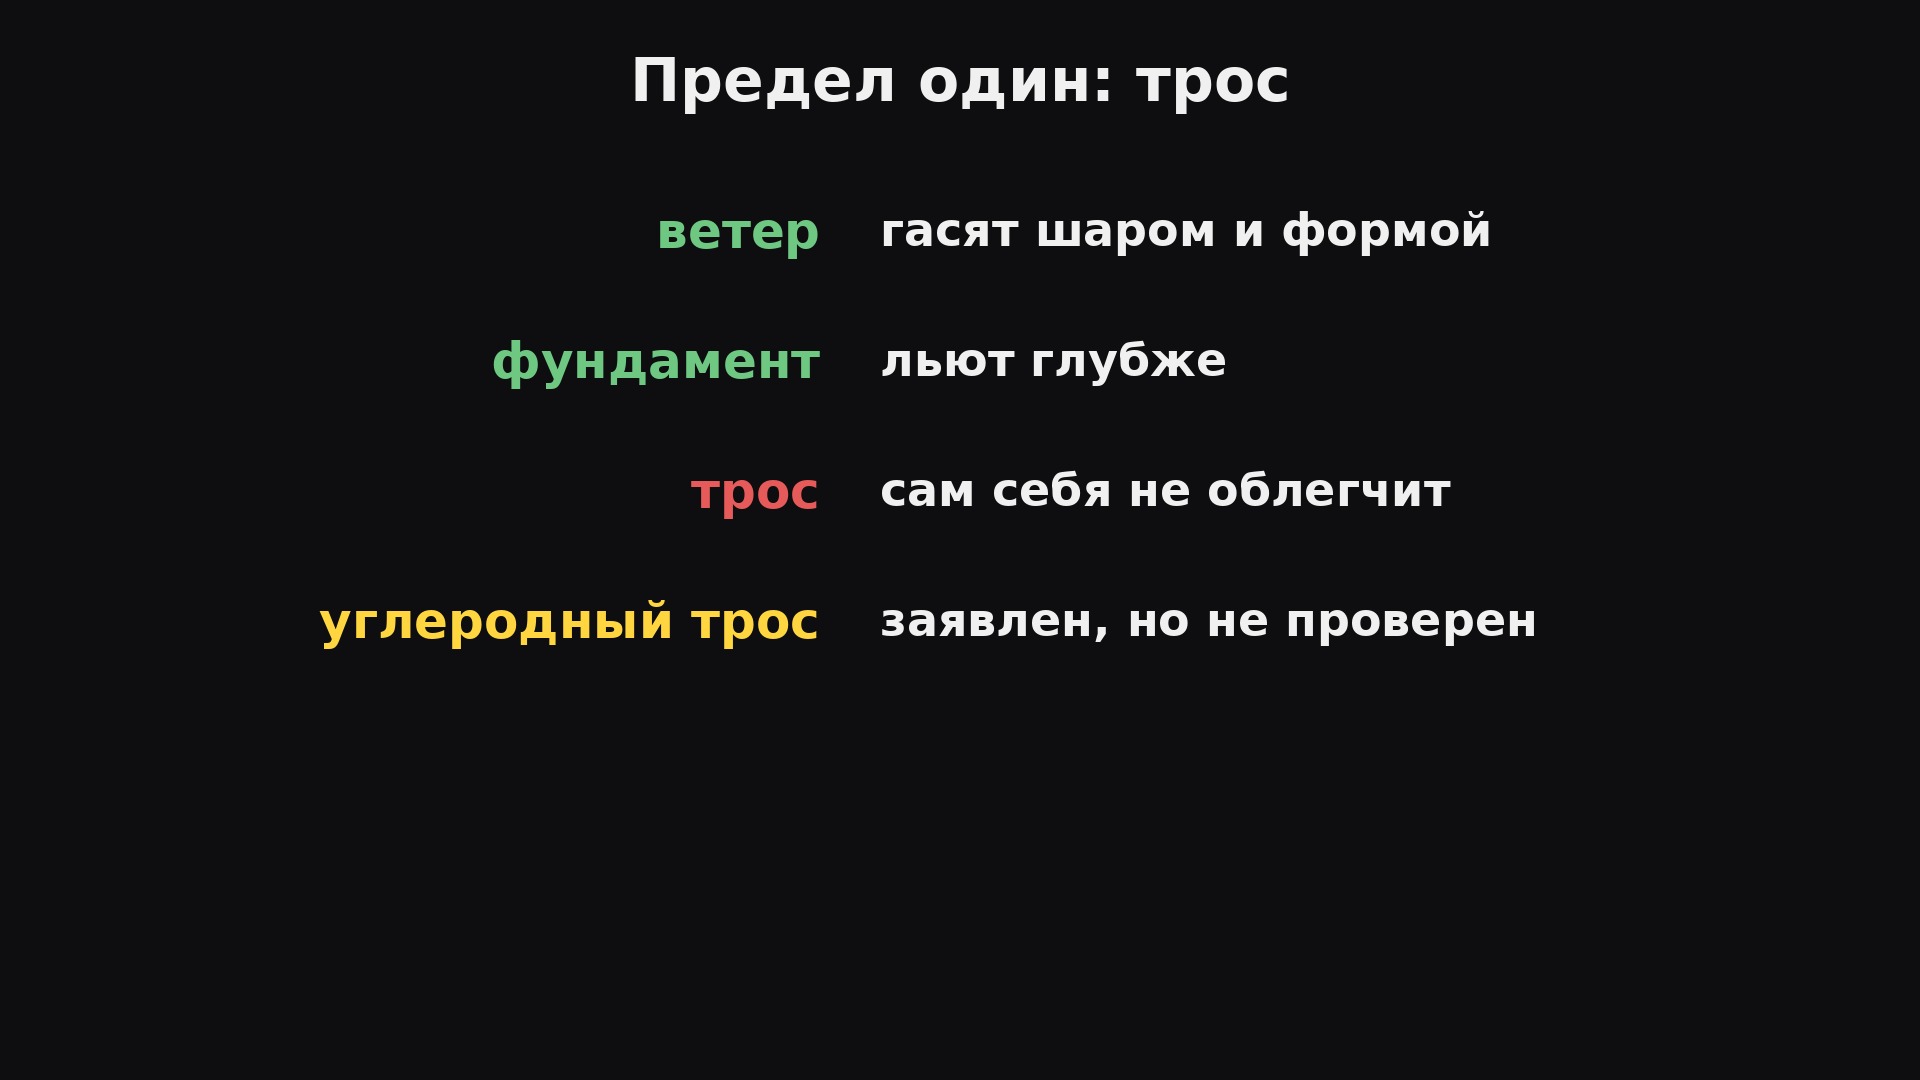 Предел один: трос
ветер гасят шаром и формой
фундамент льют глубже
трос сам себя не облегчит
углеродный трос заявлен, но не проверен